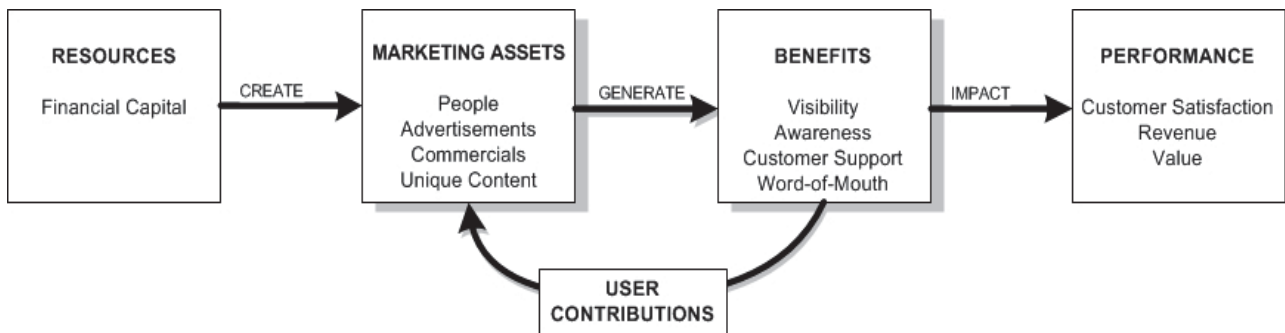 RESOURCES
Financial Capital
CREATE
MARKETING ASSETS
People
Advertisements
Commercials
Unique Content
GENERATE
BENEFITS
Visibility
Awareness
Customer Support
Word-of-Mouth
IMPACT
PERFORMANCE
Customer Satisfaction
Revenue
Value
USER
CONTRIBUTIONS